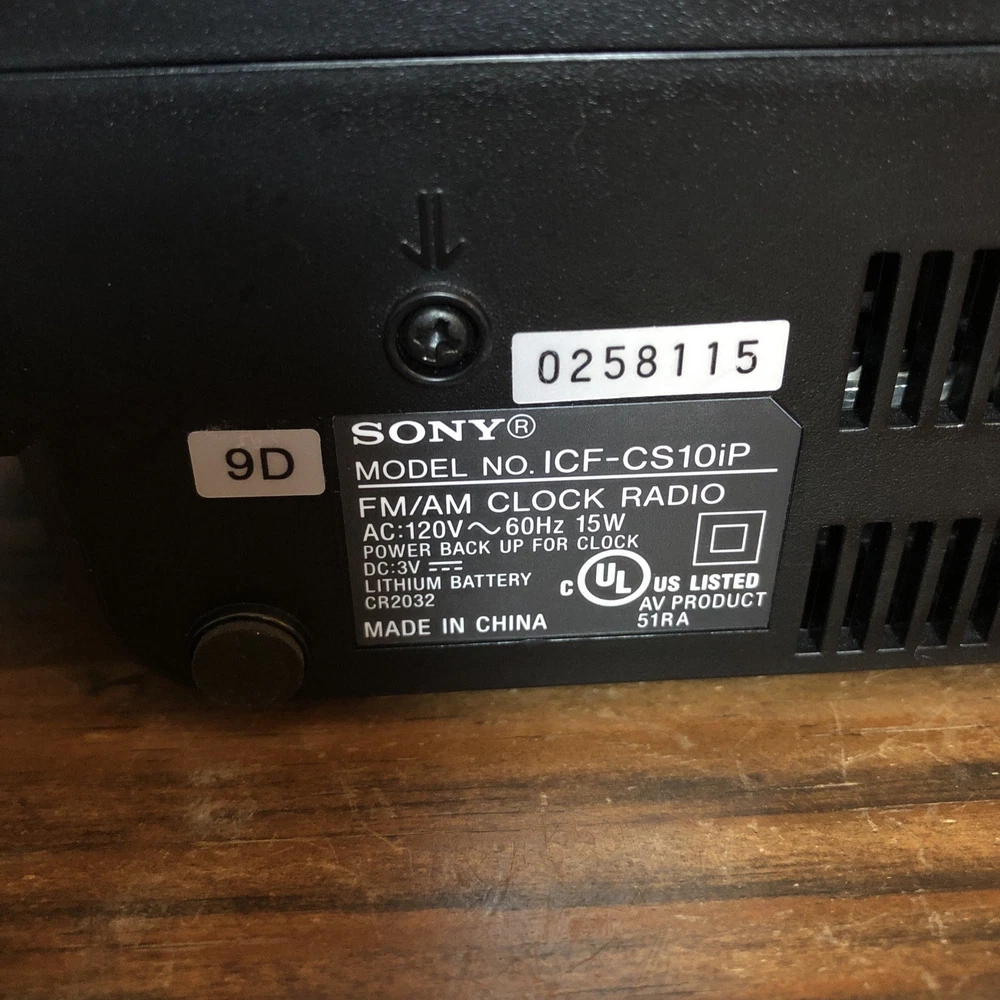 0258115
9D
SONY®
MODEL NO. ICF-CS10iP
FM/AM CLOCK RADIO
AC:120V ～ 60Hz 15W
POWER BACK UP FOR CLOCK
DC:3V ⎓
LITHIUM BATTERY
CR2032
MADE IN CHINA
c UL US LISTED
AV PRODUCT
51RA